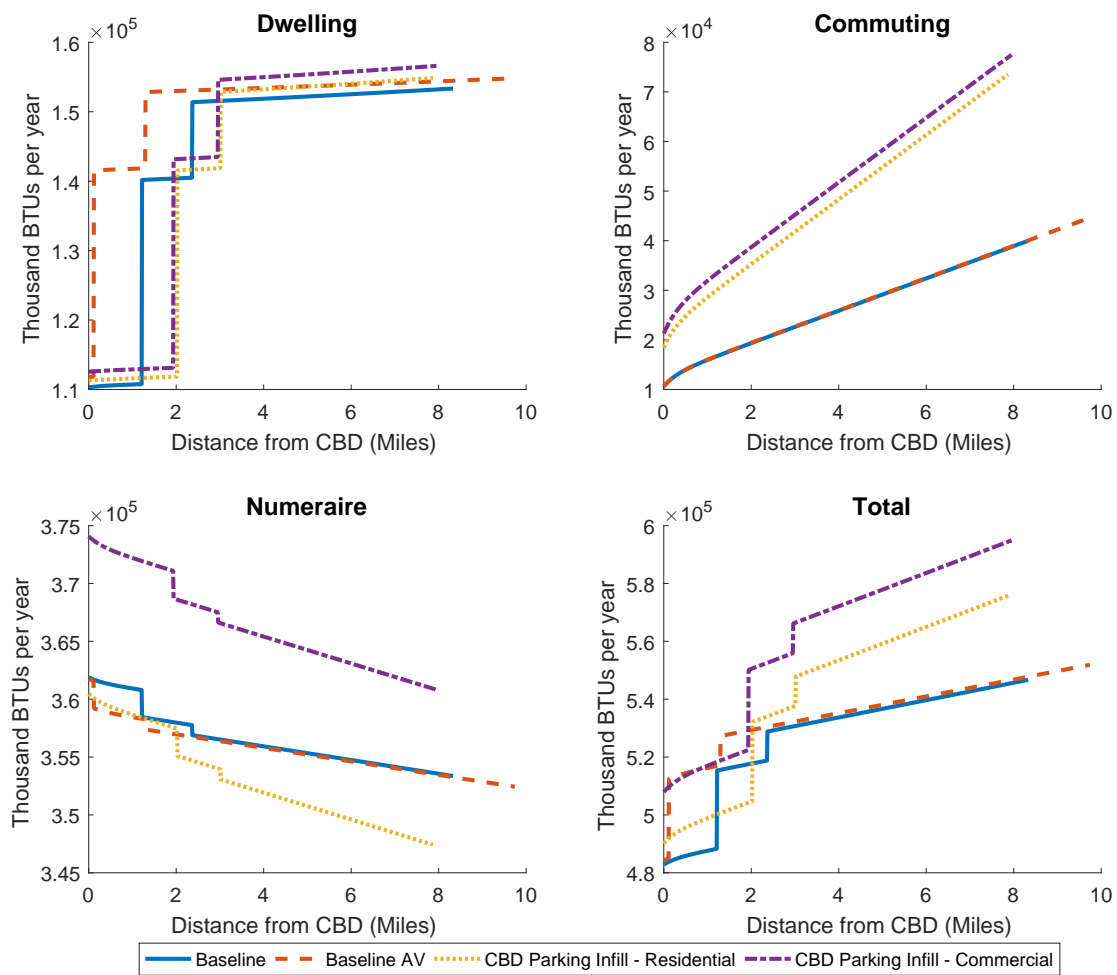 Dwelling
×10^5
1.6
1.5
1.4
1.3
1.2
1.1
Thousand BTUs per year
0 2 4 6 8 10
Distance from CBD (Miles)
Commuting
×10^4
8
7
6
5
4
3
2
1
Thousand BTUs per year
0 2 4 6 8 10
Distance from CBD (Miles)
Numeraire
×10^5
3.75
3.7
3.65
3.6
3.55
3.5
3.45
Thousand BTUs per year
0 2 4 6 8 10
Distance from CBD (Miles)
Total
×10^5
6
5.8
5.6
5.4
5.2
5
4.8
Thousand BTUs per year
0 2 4 6 8 10
Distance from CBD (Miles)
Baseline Baseline AV CBD Parking Infill - Residential CBD Parking Infill - Commercial